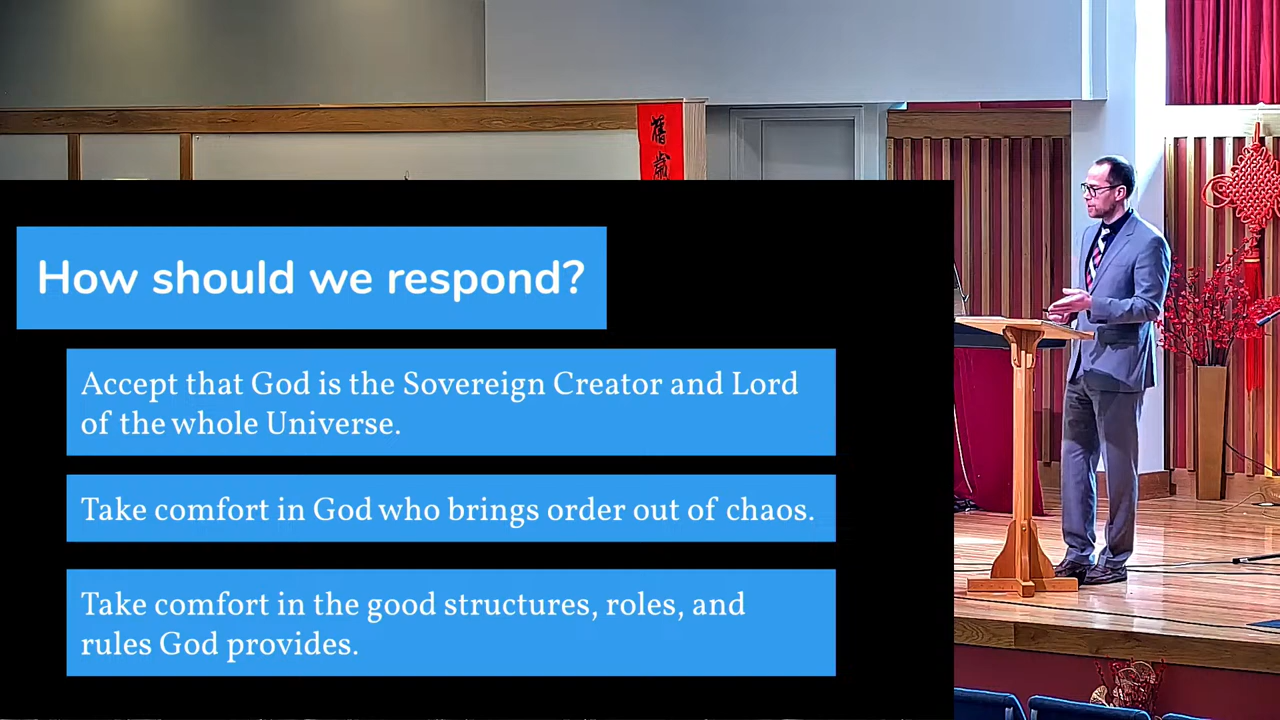 舊歲
How should we respond?
Accept that God is the Sovereign Creator and Lord
of the whole Universe.
Take comfort in God who brings order out of chaos.
Take comfort in the good structures, roles, and
rules God provides.